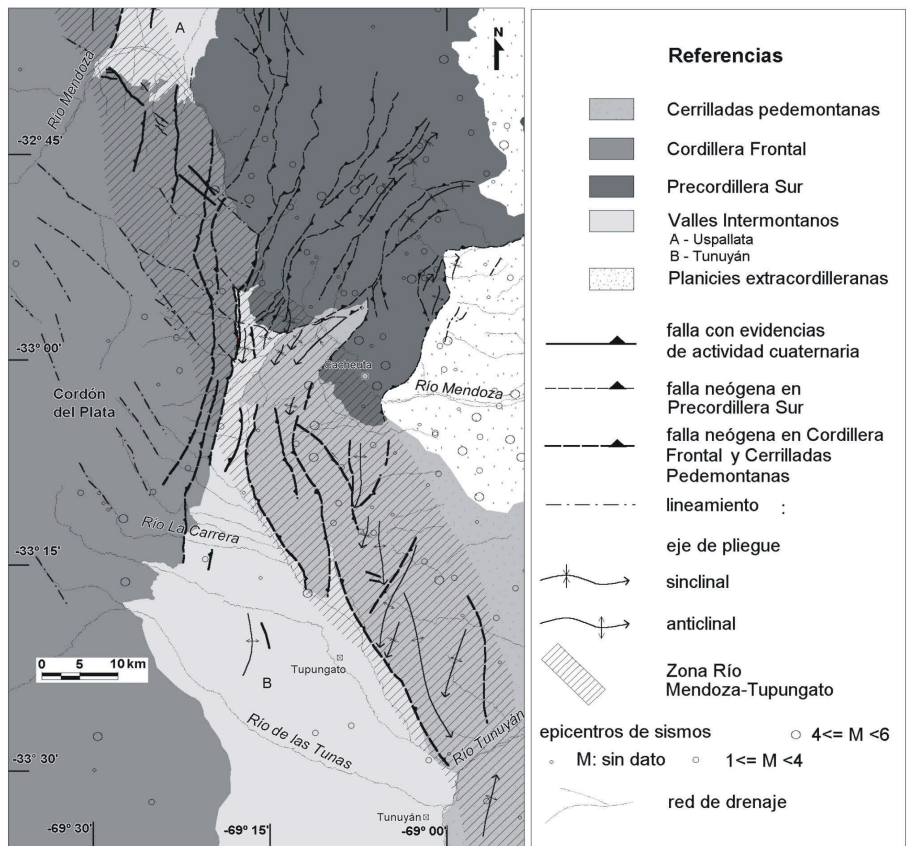 A
N
Río Mendoza
-32º 45'
-33º 00'
Cacheuta
Río Mendoza
Cordón
del Plata
Río La Carrera
-33º 15'
0 5 10 km
Tupungato
B
Río de las Tunas
Río Tunuyán
-33º 30'
Tunuyán
-69º 30'
-69º 15'
-69º 00'
Referencias
Cerrilladas pedemontanas
Cordillera Frontal
Precordillera Sur
Valles Intermontanos
A - Uspallata
B - Tunuyán
Planicies extracordilleranas
falla con evidencias
de actividad cuaternaria
falla neógena en
Precordillera Sur
falla neógena en Cordillera
Frontal y Cerrilladas
Pedemontanas
lineamiento :
eje de pliegue
sinclinal
anticlinal
Zona Río
Mendoza-Tupungato
epicentros de sismos
4<= M <6
M: sin dato
1<= M <4
red de drenaje